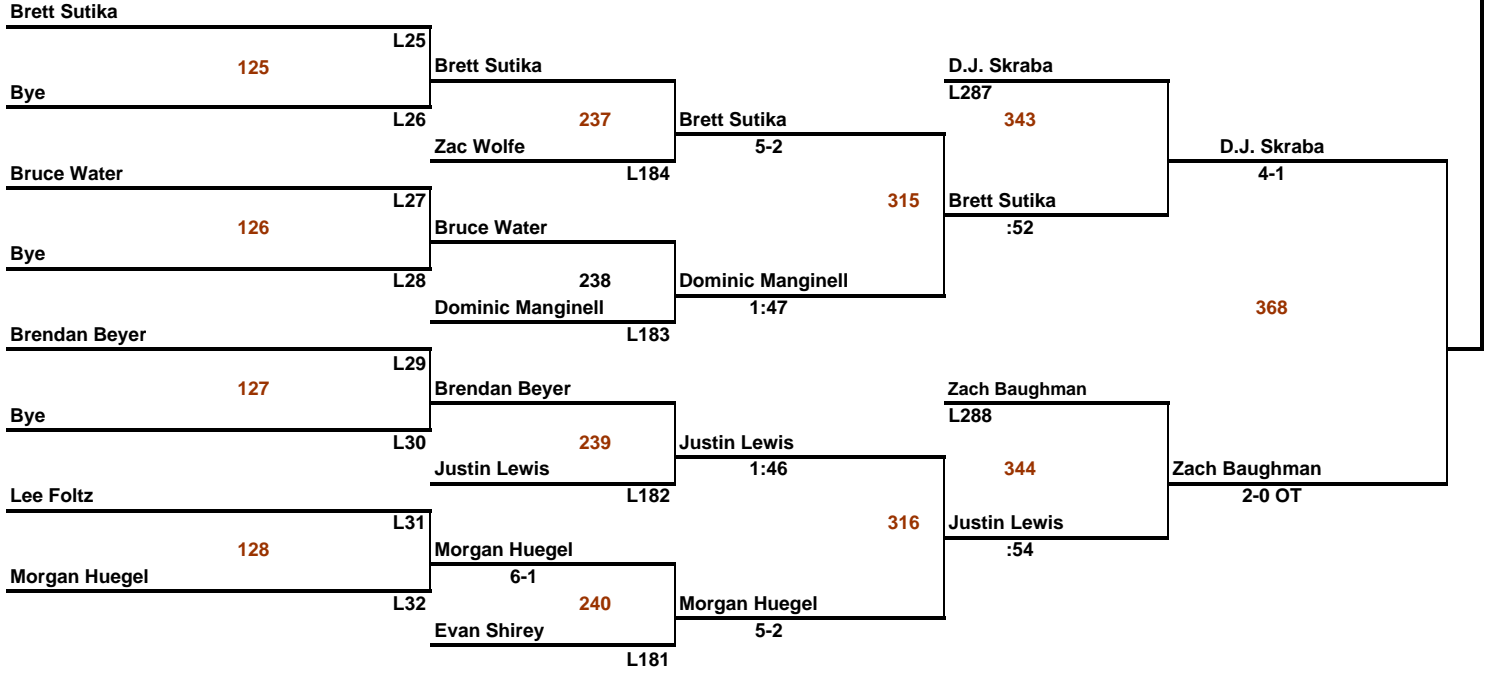 Brett Sutika
L25
125
Brett Sutika
D.J. Skraba
Bye
L287
L26
237
Brett Sutika
343
Zac Wolfe
5-2
D.J. Skraba
Bruce Water
L184
4-1
L27
315
Brett Sutika
126
Bruce Water
:52
Bye
L28
238
Dominic Manginell
Dominic Manginell
1:47
368
Brendan Beyer
L183
L29
127
Brendan Beyer
Zach Baughman
Bye
L288
L30
239
Justin Lewis
Justin Lewis
1:46
344
Zach Baughman
Lee Foltz
L182
2-0 OT
L31
316
Justin Lewis
128
Morgan Huegel
:54
Morgan Huegel
6-1
L32
240
Morgan Huegel
Evan Shirey
5-2
L181